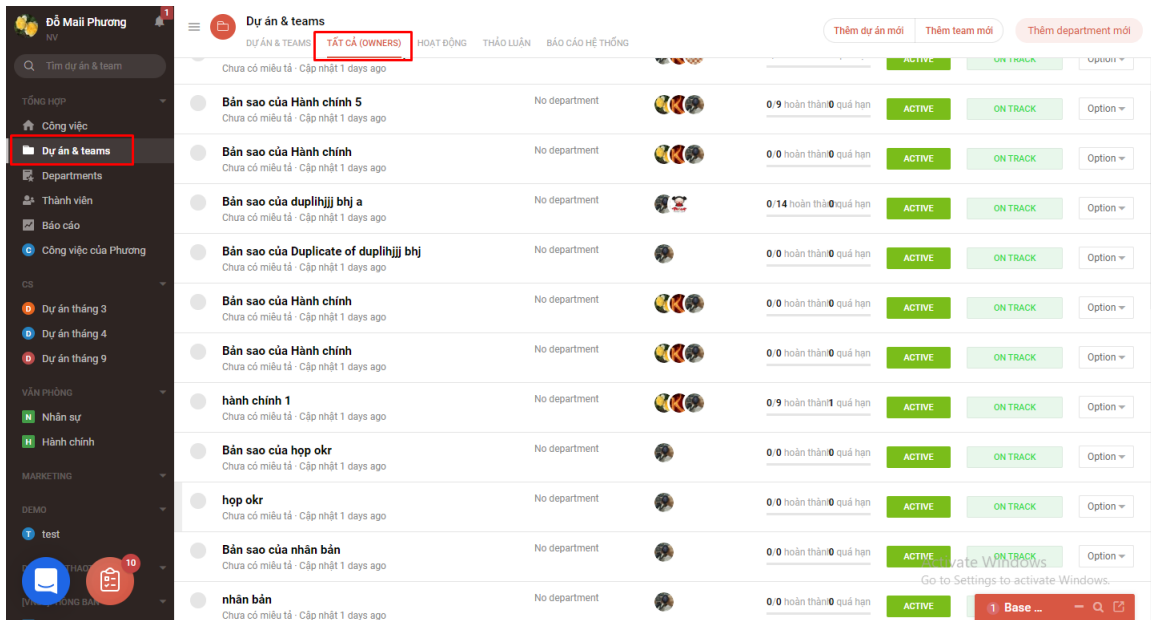 Đỗ Maii Phương
NV
1
Tìm dự án & team
TỔNG HỢP
Công việc
Dự án & teams
Departments
Thành viên
Báo cáo
Công việc của Phương
CS
Dự án tháng 3
Dự án tháng 4
Dự án tháng 9
VĂN PHÒNG
N Nhân sự
H Hành chính
MARKETING
DEMO
T test
10
Dự án & teams
DỰ ÁN & TEAMS TẤT CẢ (OWNERS) HOẠT ĐỘNG THẢO LUẬN BÁO CÁO HỆ THỐNG
Thêm dự án mới Thêm team mới Thêm department mới
Chưa có miêu tả · Cập nhật 1 days ago ACTIVE ON TRACK Option
Bản sao của Hành chính 5 No department 0/9 hoàn thành 0 quá hạn ACTIVE ON TRACK Option
Chưa có miêu tả · Cập nhật 1 days ago
Bản sao của Hành chính No department 0/0 hoàn thành 0 quá hạn ACTIVE ON TRACK Option
Chưa có miêu tả · Cập nhật 1 days ago
Bản sao của duplihjjj bhj a No department 0/14 hoàn thành 0 quá hạn ACTIVE ON TRACK Option
Chưa có miêu tả · Cập nhật 1 days ago
Bản sao của Duplicate of duplihjjj bhj No department 0/0 hoàn thành 0 quá hạn ACTIVE ON TRACK Option
Chưa có miêu tả · Cập nhật 1 days ago
Bản sao của Hành chính No department 0/0 hoàn thành 0 quá hạn ACTIVE ON TRACK Option
Chưa có miêu tả · Cập nhật 1 days ago
Bản sao của Hành chính No department 0/0 hoàn thành 0 quá hạn ACTIVE ON TRACK Option
Chưa có miêu tả · Cập nhật 1 days ago
hành chính 1 No department 0/9 hoàn thành 1 quá hạn ACTIVE ON TRACK Option
Chưa có miêu tả · Cập nhật 1 days ago
Bản sao của họp okr No department 0/0 hoàn thành 0 quá hạn ACTIVE ON TRACK Option
Chưa có miêu tả · Cập nhật 1 days ago
họp okr No department 0/0 hoàn thành 0 quá hạn ACTIVE ON TRACK Option
Chưa có miêu tả · Cập nhật 1 days ago
Bản sao của nhân bản No department 0/0 hoàn thành 0 quá hạn ACTIVE ON TRACK Option
Chưa có miêu tả · Cập nhật 1 days ago
Activate Windows
Go to Settings to activate Windows.
nhân bản No department 0/0 hoàn thành 0 quá hạn ACTIVE
Chưa có miêu tả · Cập nhật 1 days ago
1 Base ...